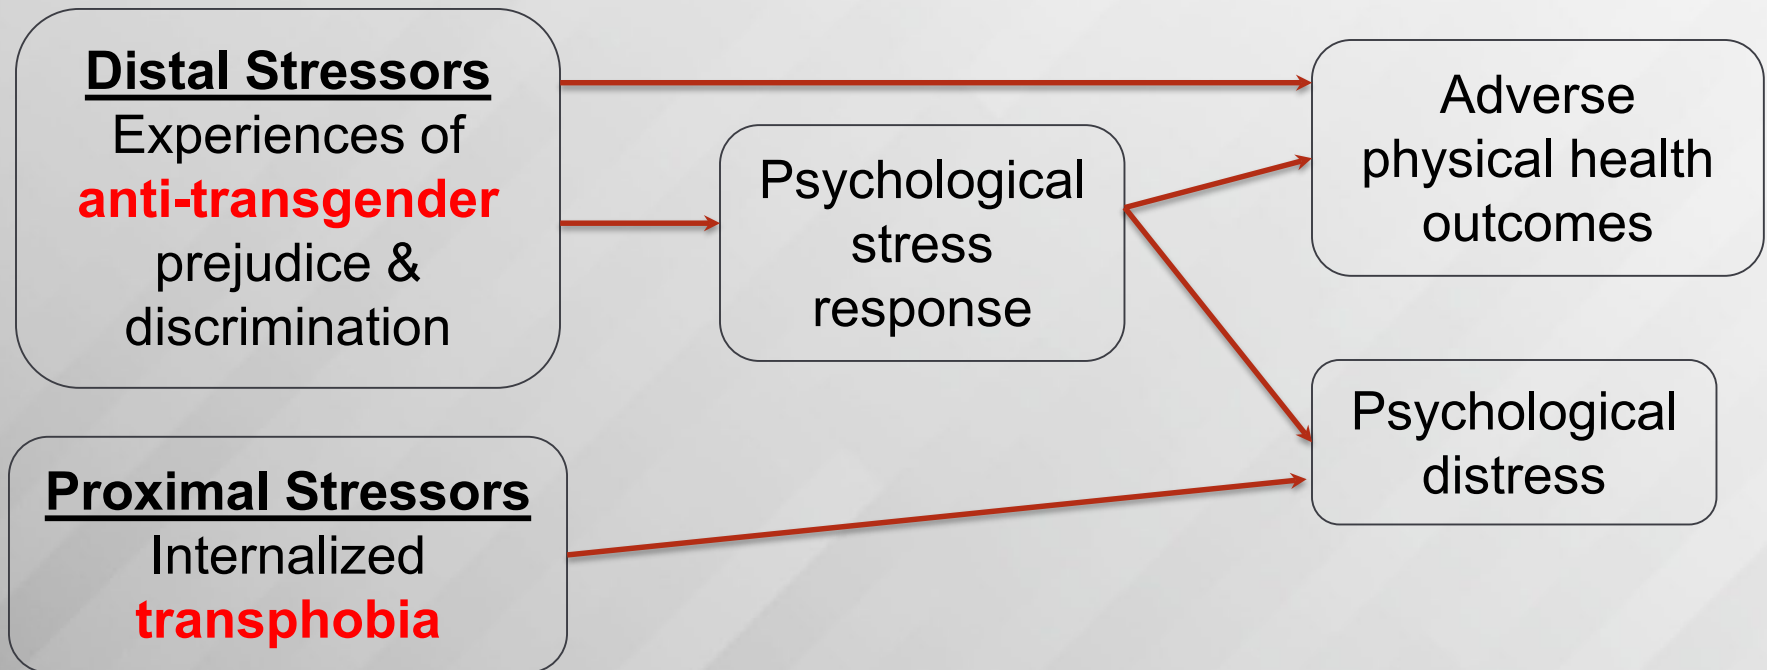 Distal Stressors
Experiences of
anti-transgender
prejudice &
discrimination
Psychological
stress
response
Adverse
physical health
outcomes
Proximal Stressors
Internalized
transphobia
Psychological
distress